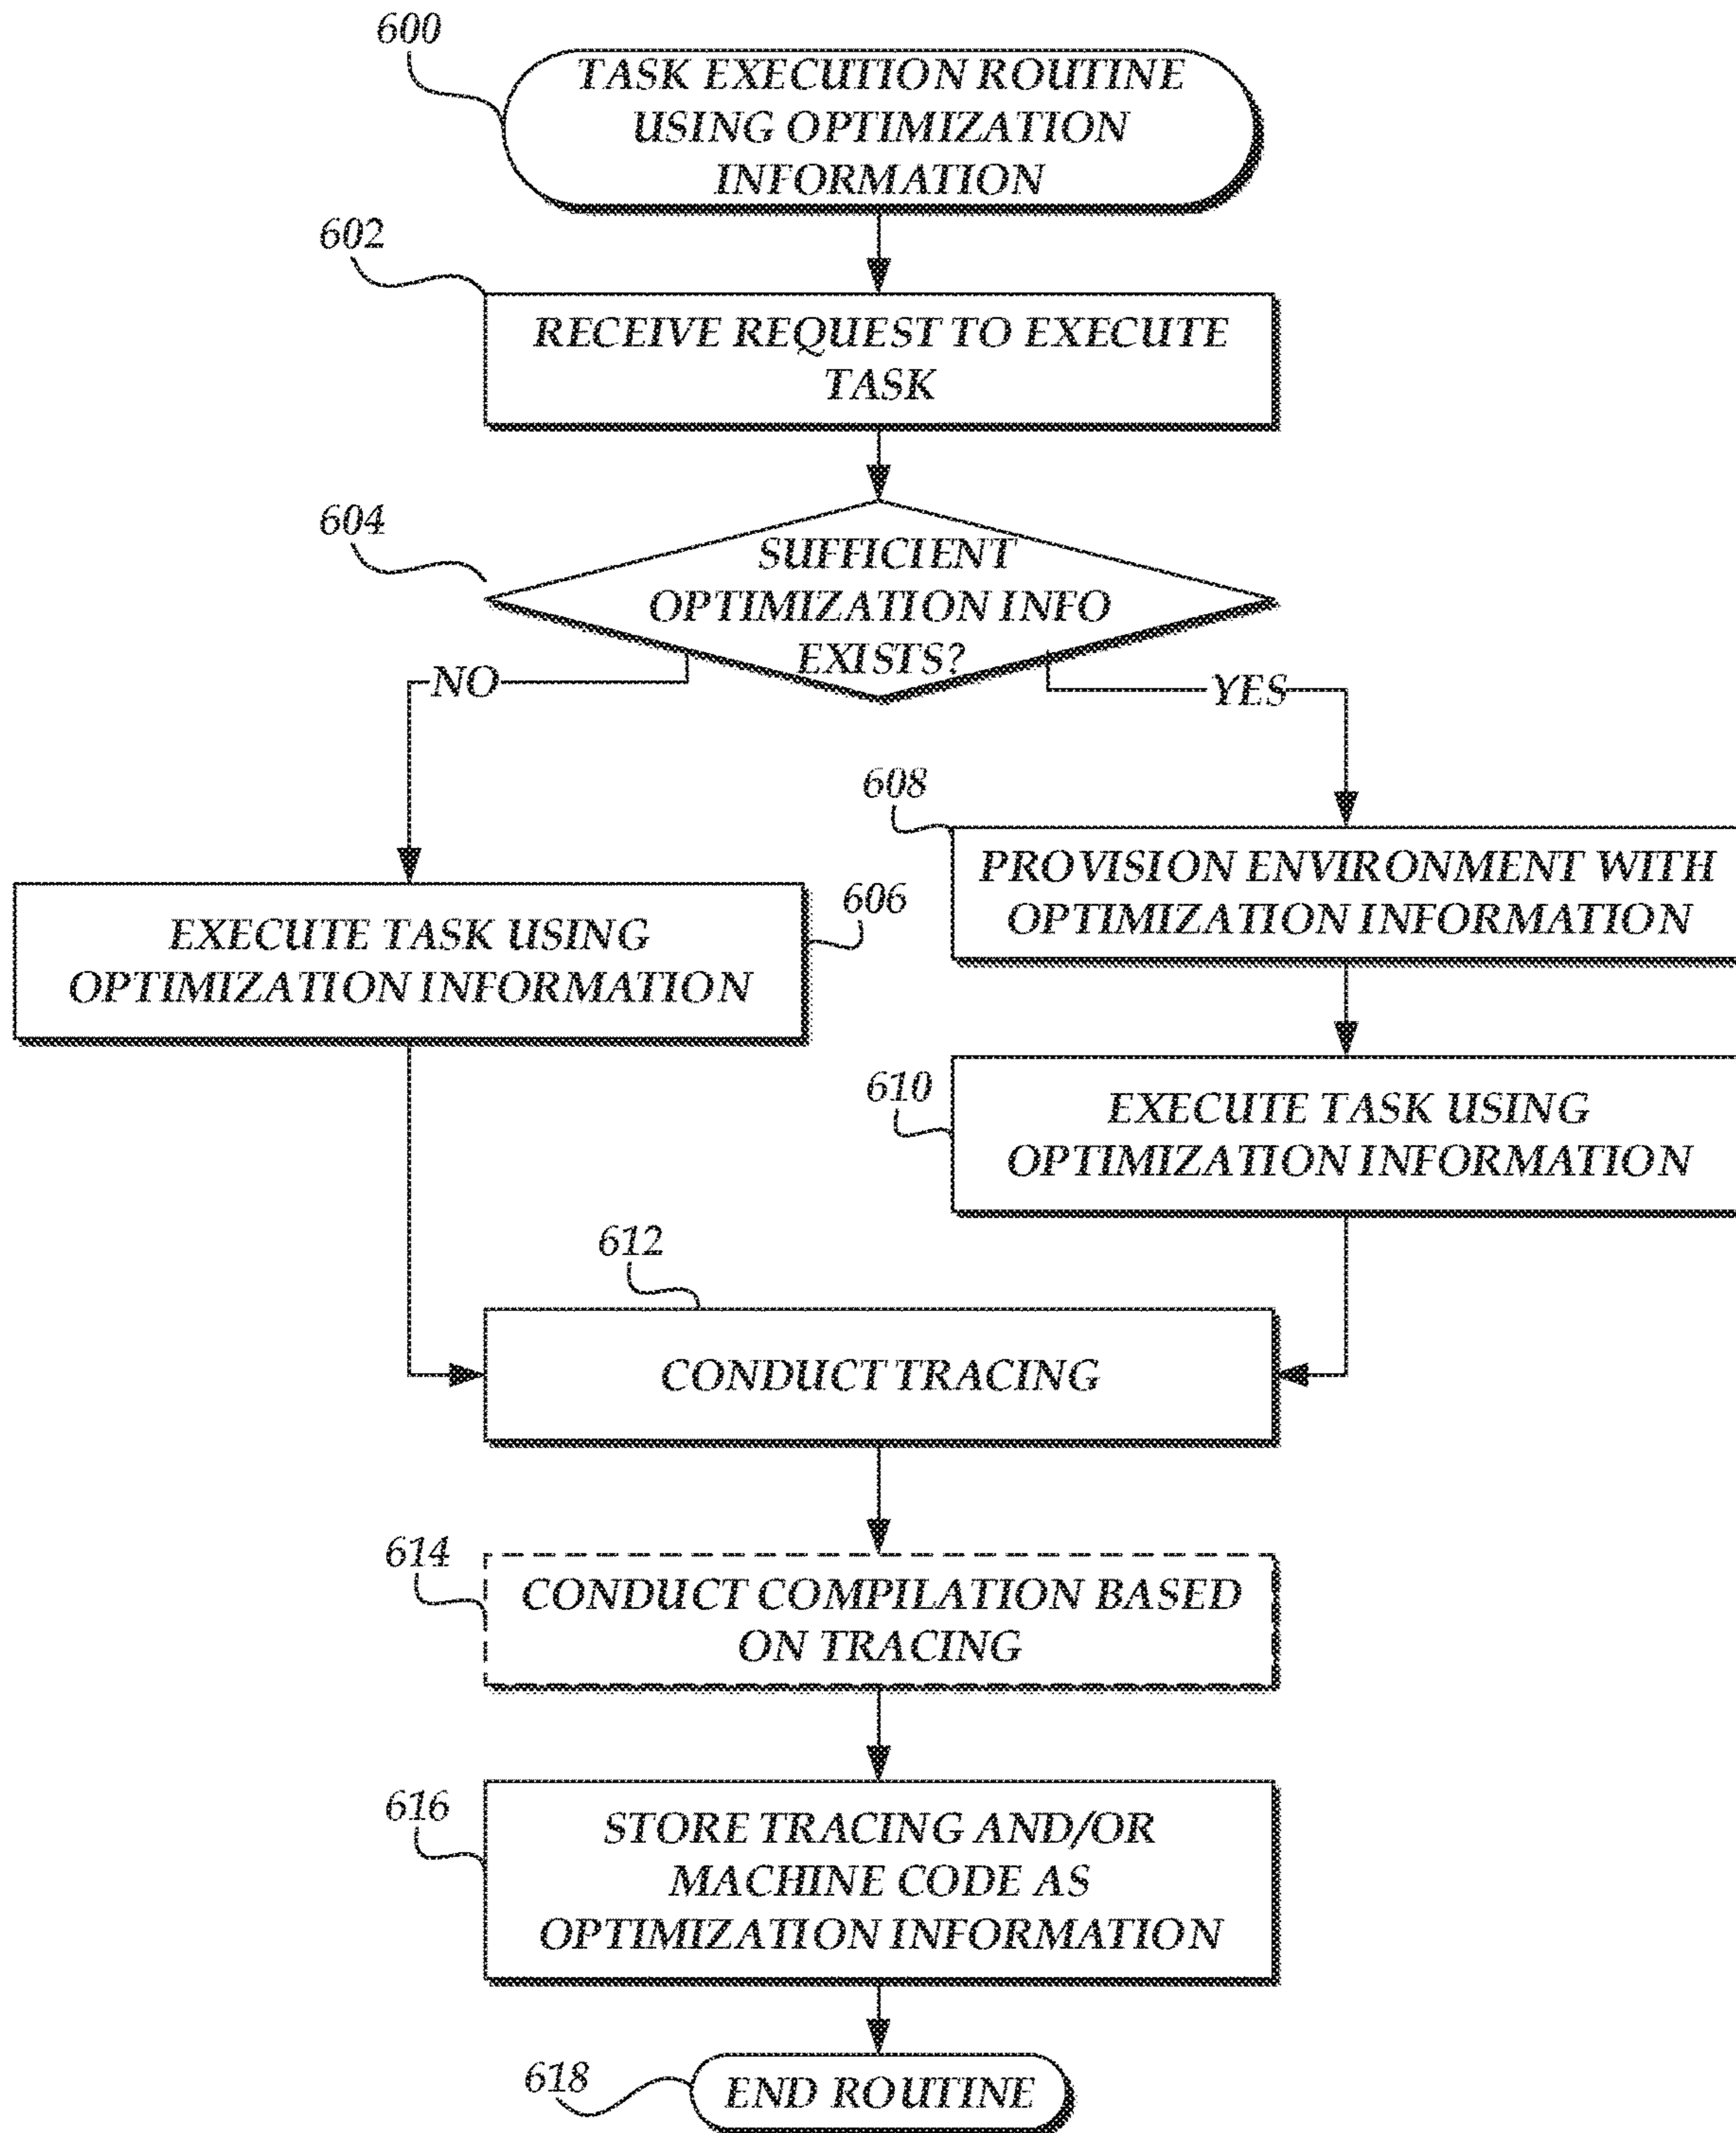 600
TASK EXECUTION ROUTINE
USING OPTIMIZATION
INFORMATION
602
RECEIVE REQUEST TO EXECUTE
TASK
604
SUFFICIENT
OPTIMIZATION INFO
EXISTS?
NO
YES
608
PROVISION ENVIRONMENT WITH
OPTIMIZATION INFORMATION
606
EXECUTE TASK USING
OPTIMIZATION INFORMATION
610
EXECUTE TASK USING
OPTIMIZATION INFORMATION
612
CONDUCT TRACING
614
CONDUCT COMPILATION BASED
ON TRACING
616
STORE TRACING AND/OR
MACHINE CODE AS
OPTIMIZATION INFORMATION
618
END ROUTINE